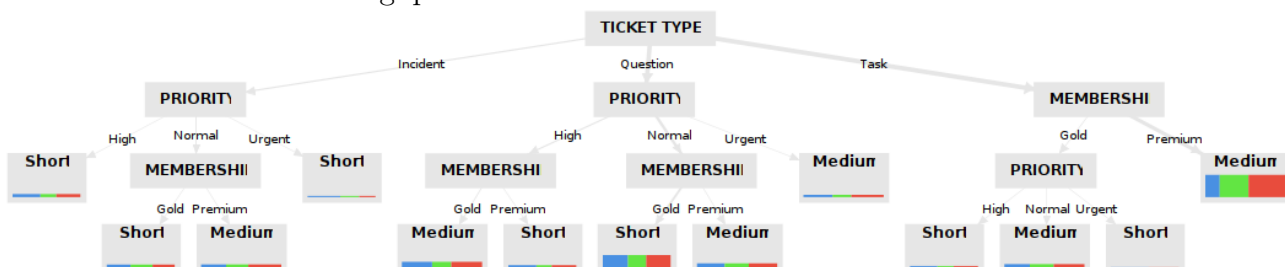 TICKET TYPE
Incident Question Task
PRIORITY PRIORITY MEMBERSHI
High Normal Urgent High Normal Urgent Gold Premium
Short MEMBERSHI Short MEMBERSHI MEMBERSHI Medium PRIORITY Medium
Gold Premium Gold Premium Gold Premium High Normal Urgent
Short Medium Medium Short Short Medium Short Medium Short